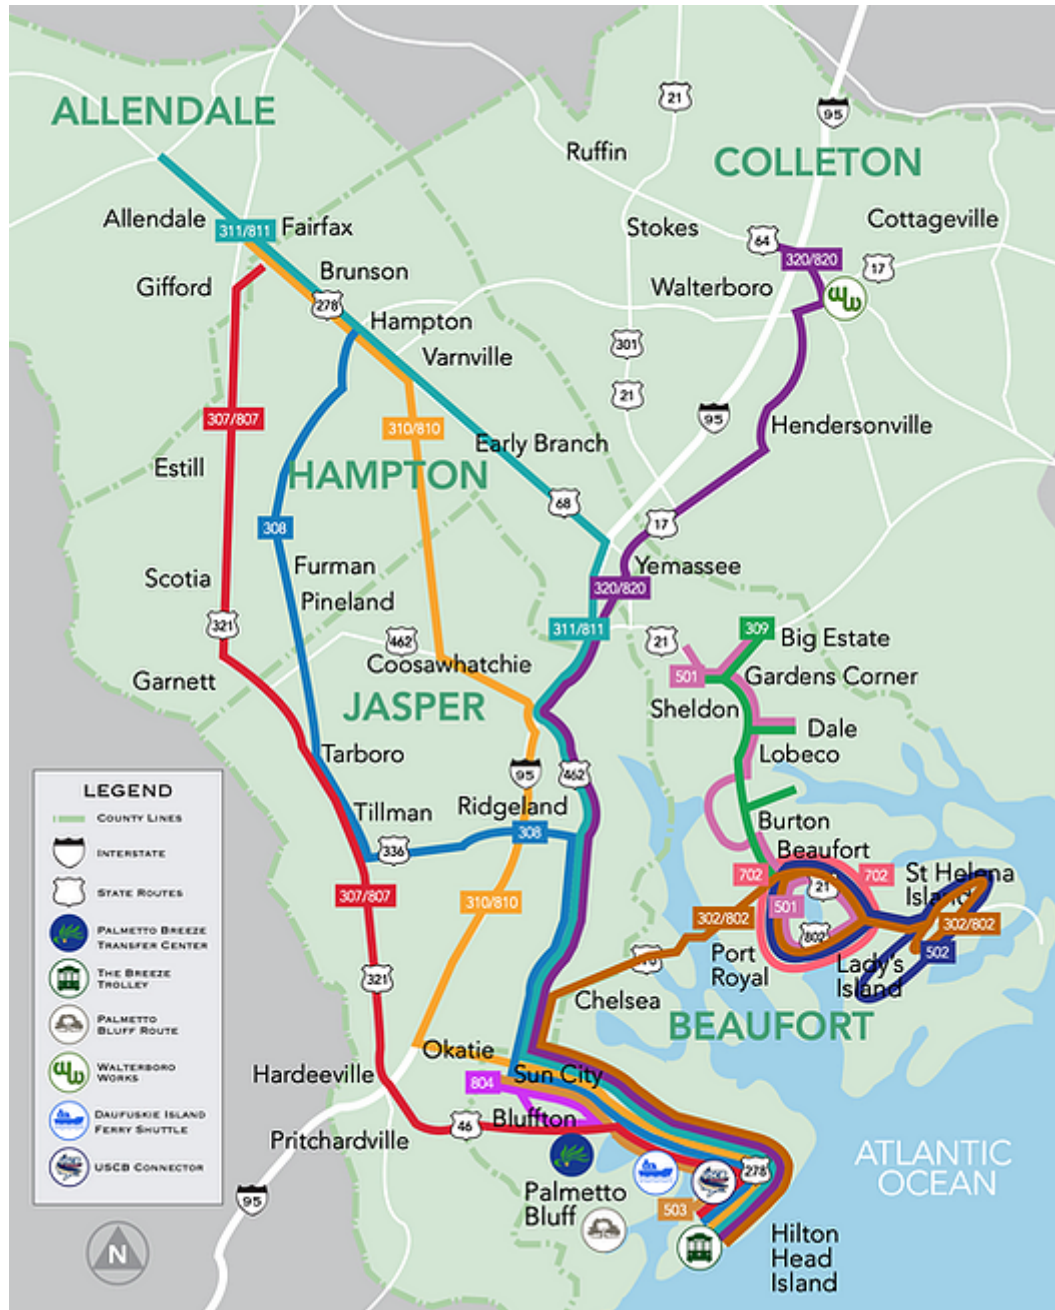 ALLENDALE
21
95
Ruffin
COLLETON
Allendale
311/811
Fairfax
Stokes
64
Cottageville
320/820
17
Gifford
Brunson
Walterboro
WW
278
Hampton
Varnville
301
21
307/807
310/810
95
Early Branch
Hendersonville
Estill
HAMPTON
68
308
17
Scotia
Furman
Yemassee
Pineland
320/820
321
462
311/811
21
309
Big Estate
Coosawhatchie
501
Gardens Corner
Garnett
JASPER
Sheldon
Dale
Tarboro
Lobeco
95
462
Tillman
Ridgeland
308
336
Burton
Beaufort
702
702
21
St Helena
Island
307/807
310/810
501
302/802
302/802
802
502
321
Port
Royal
Lady's
Island
Chelsea
BEAUFORT
Okatie
Hardeeville
804
Sun City
46
Bluffton
Pritchardville
278
Palmetto
Bluff
503
95
Hilton
Head
Island
ATLANTIC
OCEAN
LEGEND
COUNTY LINES
INTERSTATE
STATE ROUTES
PALMETTO BREEZE
TRANSFER CENTER
THE BREEZE
TROLLEY
PALMETTO
BLUFF ROUTE
WW
WALTERBORO
WORKS
DAUFUSKIE ISLAND
FERRY SHUTTLE
USCB CONNECTOR
N